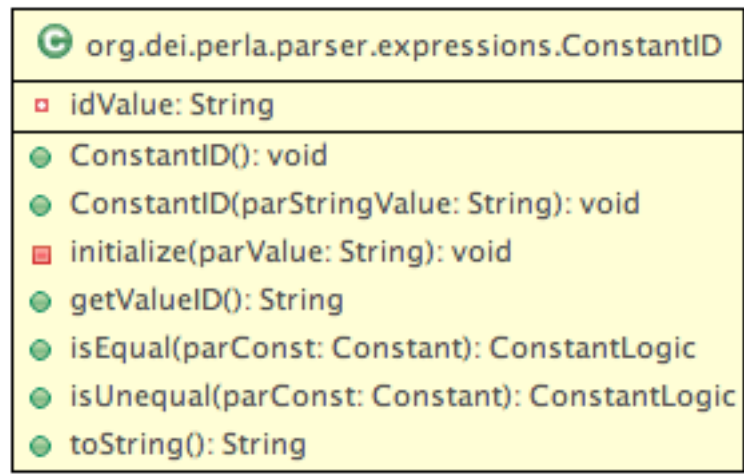 C org.dei.perla.parser.expressions.ConstantID
idValue: String
ConstantID(): void
ConstantID(parStringValue: String): void
initialize(parValue: String): void
getValueID(): String
isEqual(parConst: Constant): ConstantLogic
isUnequal(parConst: Constant): ConstantLogic
toString(): String